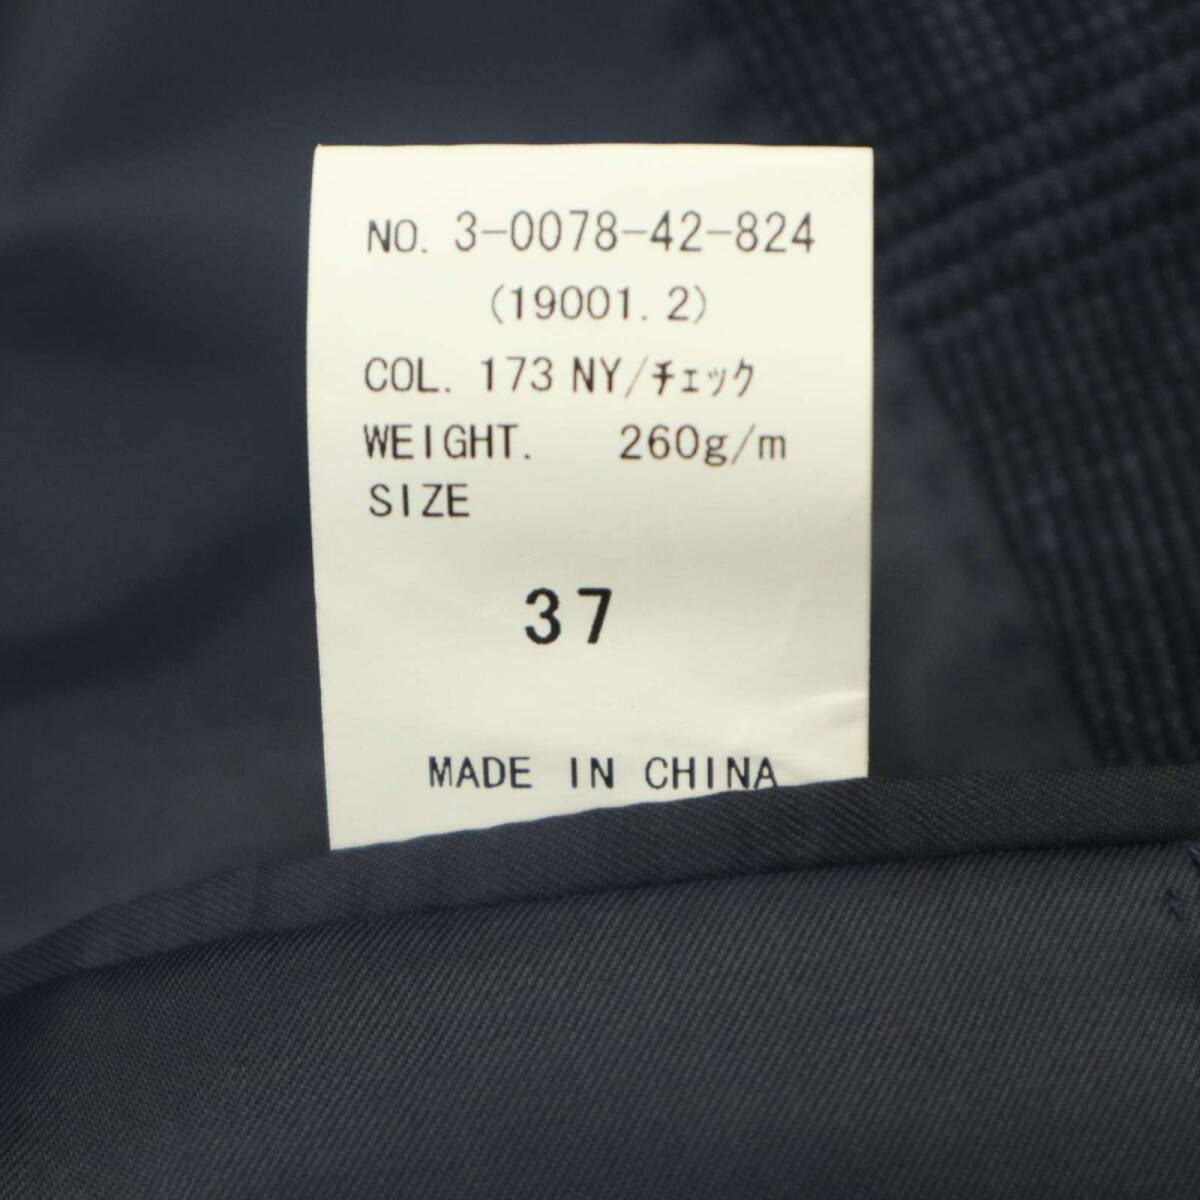 NO. 3-0078-42-824
(19001.2)
COL. 173 NY/チェック
WEIGHT. 260g/m
SIZE
37
MADE IN CHINA